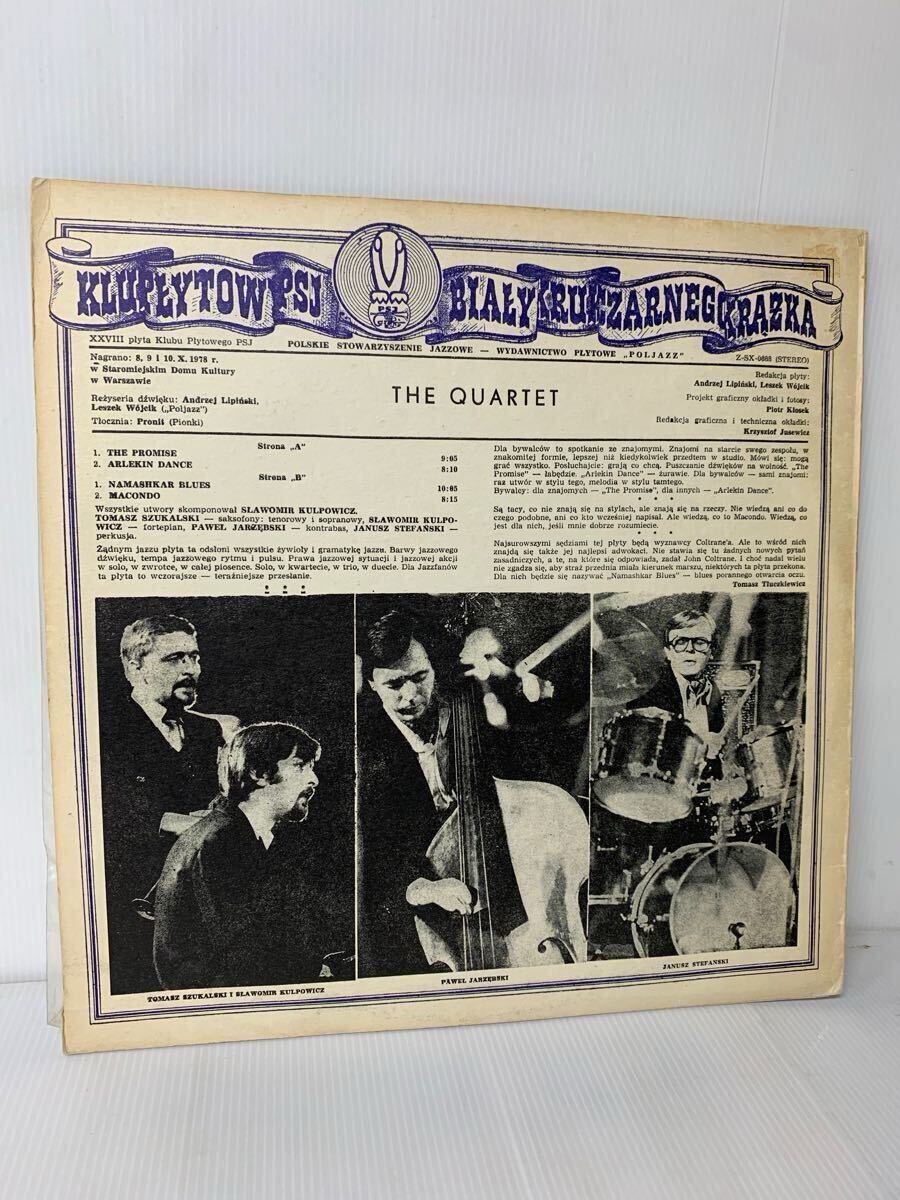 KLUB PŁYTOWY PSJ
PSJ
BIAŁY KRUK CZARNEGO KRĄŻKA
XXVIII płyta Klubu Płytowego PSJ
POLSKIE STOWARZYSZENIE JAZZOWE — WYDAWNICTWO PŁYTOWE „POLJAZZ"
Z-SX-0688 (STEREO)
Nagrano: 8, 9 i 10. X. 1978 r.
w Staromiejskim Domu Kultury
w Warszawie
Reżyseria dźwięku: Andrzej Lipiński,
Leszek Wójcik („Poljazz")
Tłocznia: Pronit (Pionki)
THE QUARTET
Redakcja płyty:
Andrzej Lipiński, Leszek Wójcik
Projekt graficzny okładki i fotosy:
Piotr Kłosek
Redakcja graficzna i techniczna okładki:
Krzysztof Jusewicz
Strona „A"
1. THE PROMISE 9:05
2. ARLEKIN DANCE 8:10
Strona „B"
1. NAMASHKAR BLUES 10:05
2. MACONDO 8:15
Wszystkie utwory skomponował SŁAWOMIR KULPOWICZ.
TOMASZ SZUKALSKI — saksofony: tenorowy i sopranowy, SŁAWOMIR KULPO-
WICZ — fortepian, PAWEŁ JARZĘBSKI — kontrabas, JANUSZ STEFAŃSKI —
perkusja.
Żądnym jazzu płyta ta odsłoni wszystkie żywioły i gramatykę jazzu. Barwy jazzowego
dźwięku, tempa jazzowego rytmu i pulsu. Prawa jazzowej sytuacji i jazzowej akcji
w solo, w zwrotce, w całej piosence. Solo, w kwartecie, w trio, w duecie. Dla Jazzfanów
ta płyta to wczorajsze — teraźniejsze przesłanie.
Dla bywalców to spotkanie ze znajomymi. Znajomi na starcie swego zespołu, w
znakomitej formie, lepszej niż kiedykolwiek przedtem w studio. Mówi się: mogą
grać wszystko. Posłuchajcie: grają co chcą. Puszczanie dźwięków na wolność. „The
Promise" — łabędzie. „Arlekin Dance" — żurawie. Dla bywalców — sami znajomi:
raz utwór w stylu tego, melodia w stylu tamtego.
Bywalcy: dla znajomych — „The Promise", dla innych — „Arlekin Dance".
* * *
Są tacy, co nie znają się na stylach, ale znają się na rzeczy. Nie wiedzą ani co do
czego podobne, ani co kto wcześniej napisał. Ale wiedzą, co to Macondo. Wiedzą, co
jest dla nich, jeśli mnie dobrze rozumiecie.
* * *
Najsurowszymi sędziami tej płyty będą wyznawcy Coltrane'a. Ale to wśród nich
znajdą się także jej najlepsi adwokaci. Nie stawia się tu żadnych nowych pytań
zasadniczych, a te, na które się odpowiada, zadał John Coltrane. I choć nadal wielu
nie zgadza się, aby straż przednia miała kierunek marszu, niektórych ta płyta przekona.
Dla nich będzie się nazywać „Namashkar Blues" — blues porannego otwarcia oczu.
Tomasz Tłuczkiewicz
TOMASZ SZUKALSKI I SŁAWOMIR KULPOWICZ
PAWEŁ JARZĘBSKI
JANUSZ STEFAŃSKI